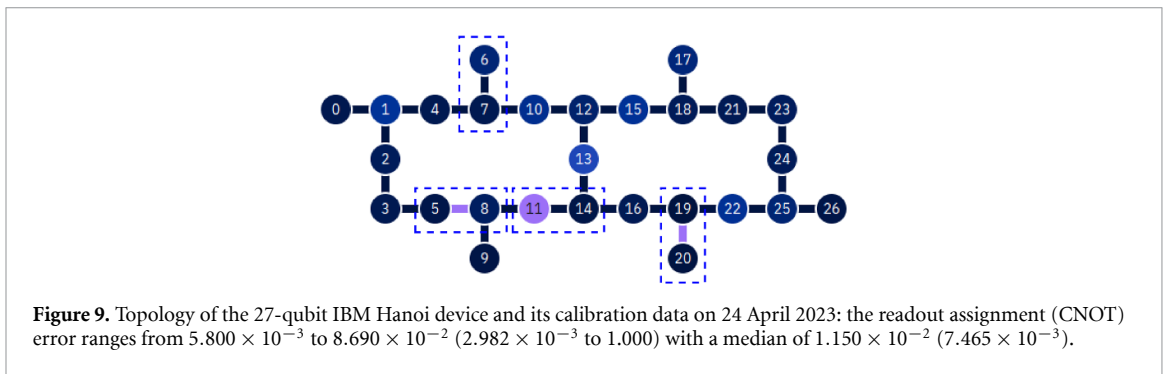 6
17
0 1 4 7 10 12 15 18 21 23
2 13 24
3 5 8 11 14 16 19 22 25 26
9 20
Figure 9. Topology of the 27-qubit IBM Hanoi device and its calibration data on 24 April 2023: the readout assignment (CNOT)
error ranges from 5.800 × 10⁻³ to 8.690 × 10⁻² (2.982 × 10⁻³ to 1.000) with a median of 1.150 × 10⁻² (7.465 × 10⁻³).